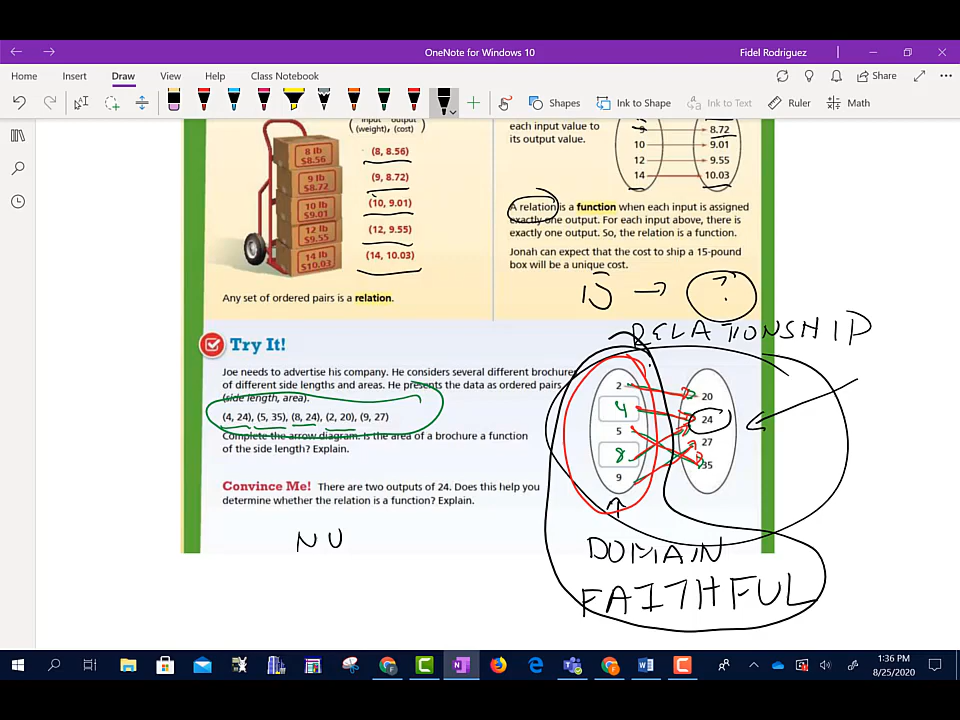 OneNote for Windows 10
Fidel Rodriguez
Home Insert Draw View Help Class Notebook
Share
Shapes Ink to Shape Ink to Text Ruler Math
input output
(weight), (cost)
8 lb
$8.56
9 lb
$8.72
10 lb
$9.01
12 lb
$9.55
14 lb
$10.03
(8, 8.56)
(9, 8.72)
(10, 9.01)
(12, 9.55)
(14, 10.03)
Any set of ordered pairs is a relation.
each input value to
its output value.
9 8.72
10 9.01
12 9.55
14 10.03
A relation is a function when each input is assigned
exactly one output. For each input above, there is
exactly one output. So, the relation is a function.
Jonah can expect that the cost to ship a 15-pound
box will be a unique cost.
15 → ?
RELATIONSHIP
Try It!
Joe needs to advertise his company. He considers several different brochures
of different side lengths and areas. He presents the data as ordered pairs
(side length, area).
(4, 24), (5, 35), (8, 24), (2, 20), (9, 27)
Complete the arrow diagram. Is the area of a brochure a function
of the side length? Explain.
2 20
4 24
5 27
8 35
9
Convince Me! There are two outputs of 24. Does this help you
determine whether the relation is a function? Explain.
NU
DOMAIN
FAITHFUL
1:36 PM
8/25/2020